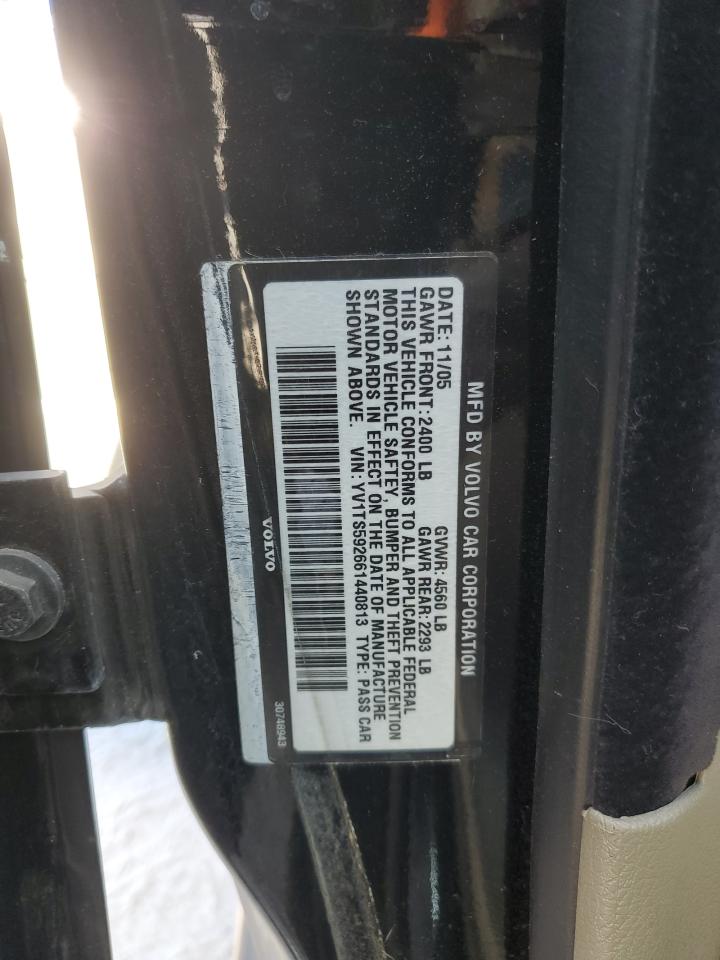 MFD BY VOLVO CAR CORPORATION
DATE: 11/05 GVWR: 4560 LB
GAWR FRONT: 2400 LB GAWR REAR: 2293 LB
THIS VEHICLE CONFORMS TO ALL APPLICABLE FEDERAL
MOTOR VEHICLE SAFTEY, BUMPER AND THEFT PREVENTION
STANDARDS IN EFFECT ON THE DATE OF MANUFACTURE
SHOWN ABOVE. VIN: YV1TS592661440813 TYPE: PASS CAR
VOLVO
30748943